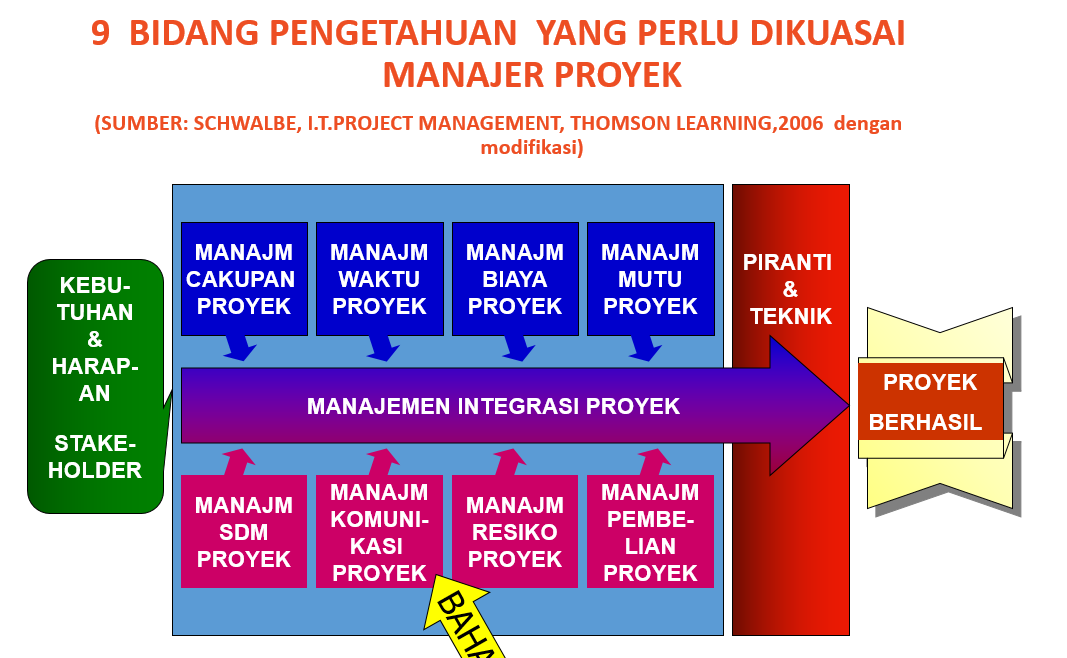 9 BIDANG PENGETAHUAN YANG PERLU DIKUASAI
MANAJER PROYEK
(SUMBER: SCHWALBE, I.T.PROJECT MANAGEMENT, THOMSON LEARNING,2006 dengan
modifikasi)
KEBU-
TUHAN
&
HARAP-
AN
STAKE-
HOLDER
MANAJM
CAKUPAN
PROYEK
MANAJM
WAKTU
PROYEK
MANAJM
BIAYA
PROYEK
MANAJM
MUTU
PROYEK
PIRANTI
&
TEKNIK
MANAJEMEN INTEGRASI PROYEK
PROYEK
BERHASIL
MANAJM
SDM
PROYEK
MANAJM
KOMUNI-
KASI
PROYEK
MANAJM
RESIKO
PROYEK
MANAJM
PEMBE-
LIAN
PROYEK